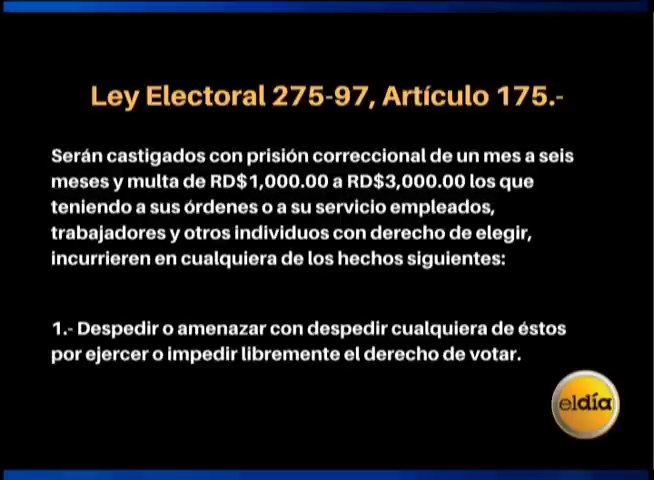 Ley Electoral 275-97, Artículo 175.-
Serán castigados con prisión correccional de un mes a seis
meses y multa de RD$1,000.00 a RD$3,000.00 los que
teniendo a sus órdenes o a su servicio empleados,
trabajadores y otros individuos con derecho de elegir,
incurrieren en cualquiera de los hechos siguientes:
1.- Despedir o amenazar con despedir cualquiera de éstos
por ejercer o impedir libremente el derecho de votar.
eldía